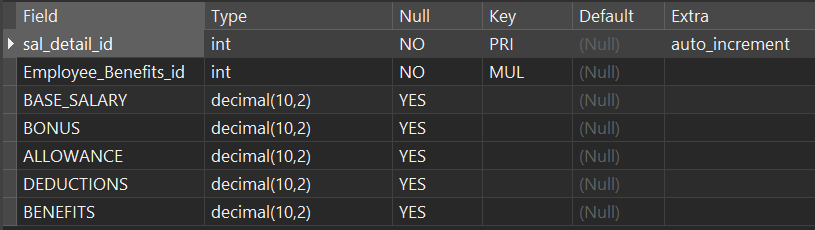 Field Type Null Key Default Extra
sal_detail_id int NO PRI (Null) auto_increment
Employee_Benefits_id int NO MUL (Null)
BASE_SALARY decimal(10,2) YES (Null)
BONUS decimal(10,2) YES (Null)
ALLOWANCE decimal(10,2) YES (Null)
DEDUCTIONS decimal(10,2) YES (Null)
BENEFITS decimal(10,2) YES (Null)